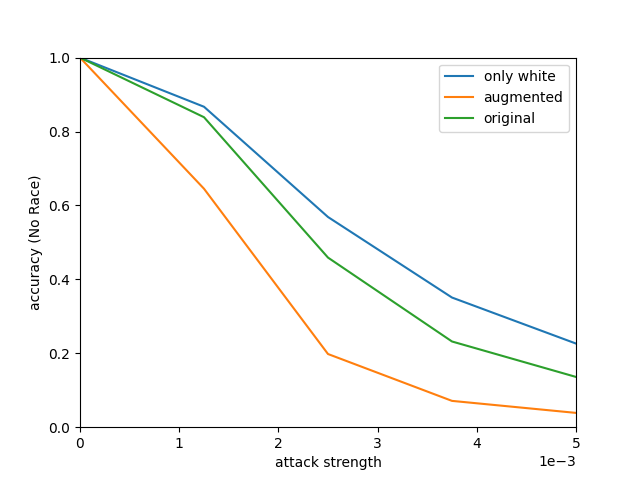 1.0
0.8
0.6
0.4
0.2
0.0
accuracy (No Race)
only white
augmented
original
0 1 2 3 4 5
attack strength
1e−3